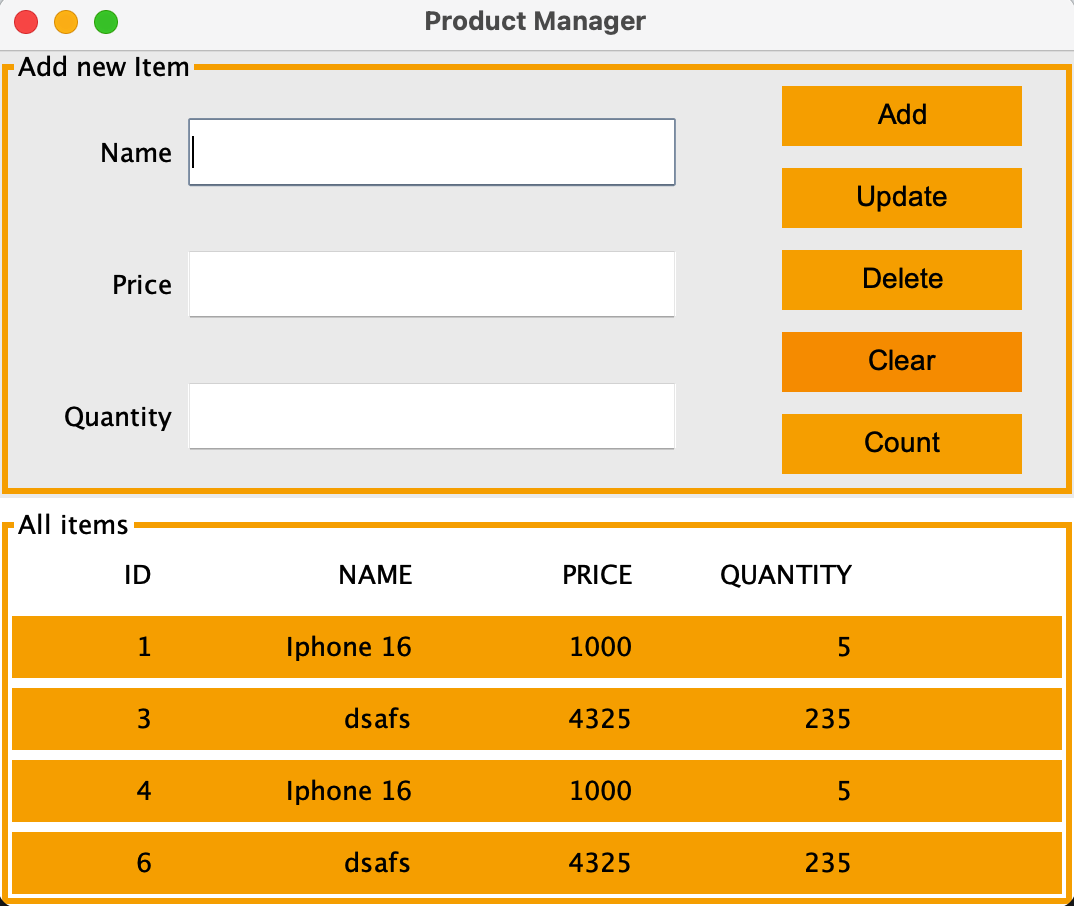 Product Manager
Add new Item
Name
Price
Quantity
Add
Update
Delete
Clear
Count
All items
ID NAME PRICE QUANTITY
1 Iphone 16 1000 5
3 dsafs 4325 235
4 Iphone 16 1000 5
6 dsafs 4325 235